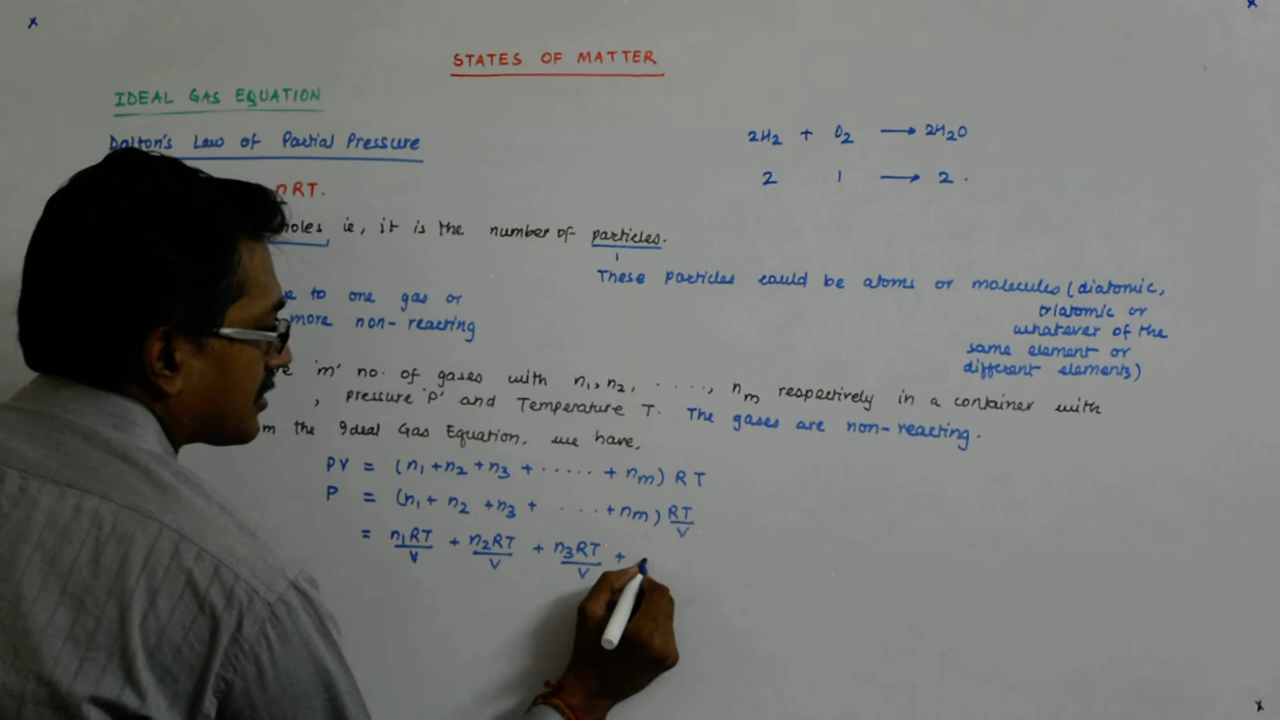 STATES OF MATTER
IDEAL GAS EQUATION
Dalton's Law of Partial Pressure
2H2 + O2 → 2H2O
2 1 → 2.
nRT.
moles ie, it is the number of particles.
These particles could be atoms or molecules (diatomic,
triatomic or
whatever of the
same element or
different elements)
to one gas or
more non-reacting
'm' no. of gases with n1, n2, ....., nm respectively in a container with
, pressure 'P' and Temperature T. The gases are non-reacting.
the Ideal Gas Equation, we have,
PV = (n1 + n2 + n3 + ..... + nm) RT
P = (n1 + n2 + n3 + ... + nm) RT/V
= n1RT/V + n2RT/V + n3RT/V +